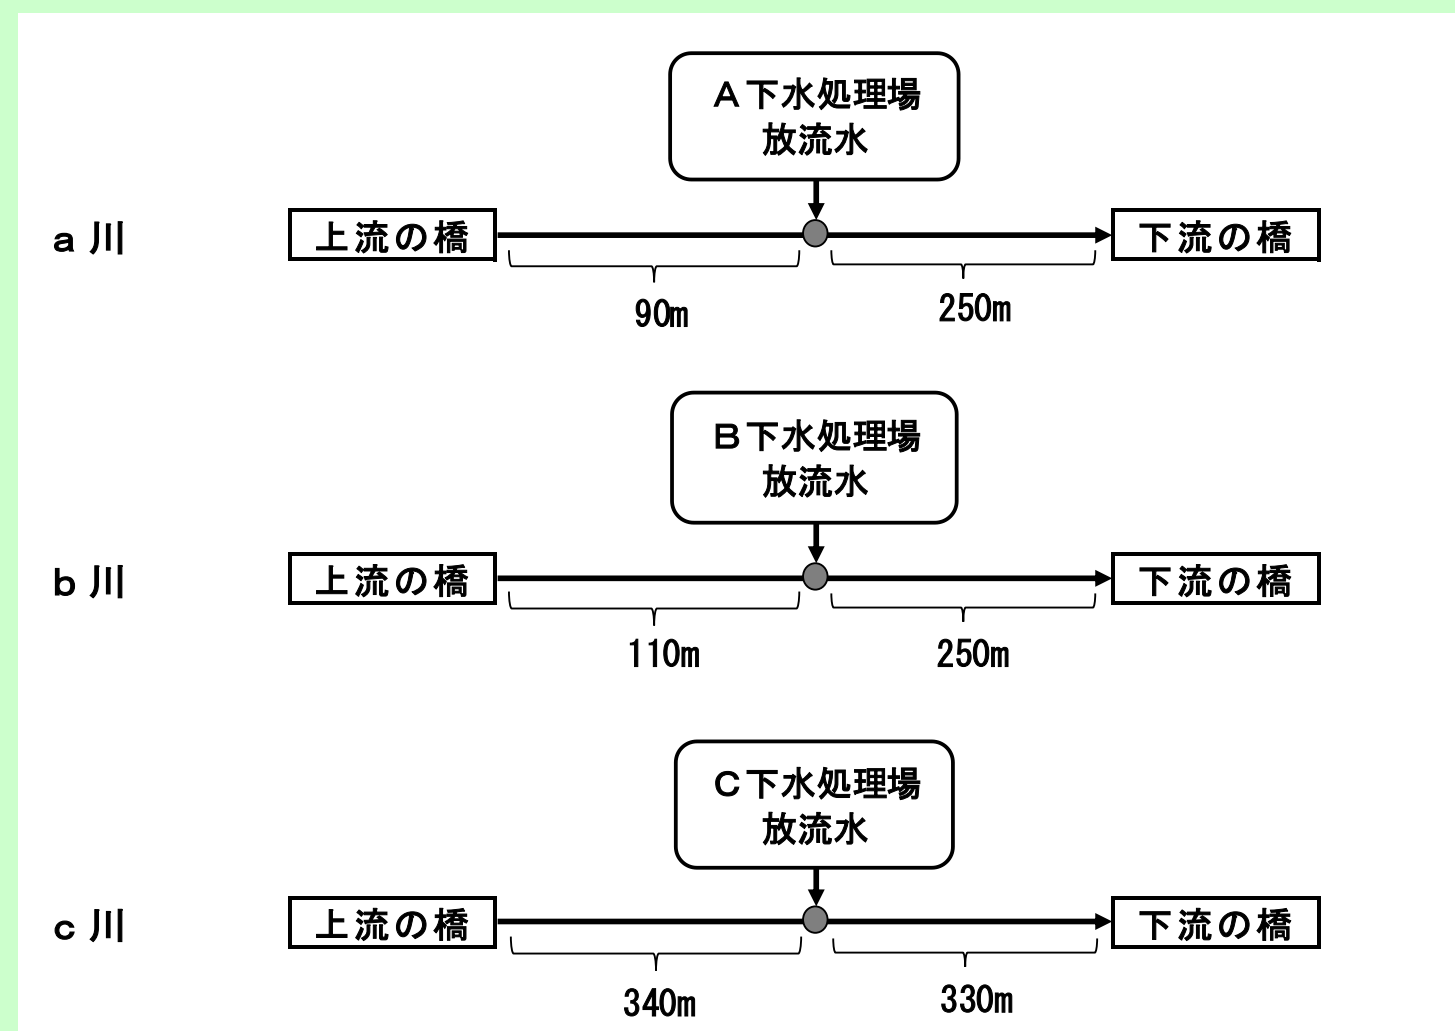 A下水処理場
放流水
a川
上流の橋
下流の橋
90m
250m
B下水処理場
放流水
b川
上流の橋
下流の橋
110m
250m
C下水処理場
放流水
c川
上流の橋
下流の橋
340m
330m